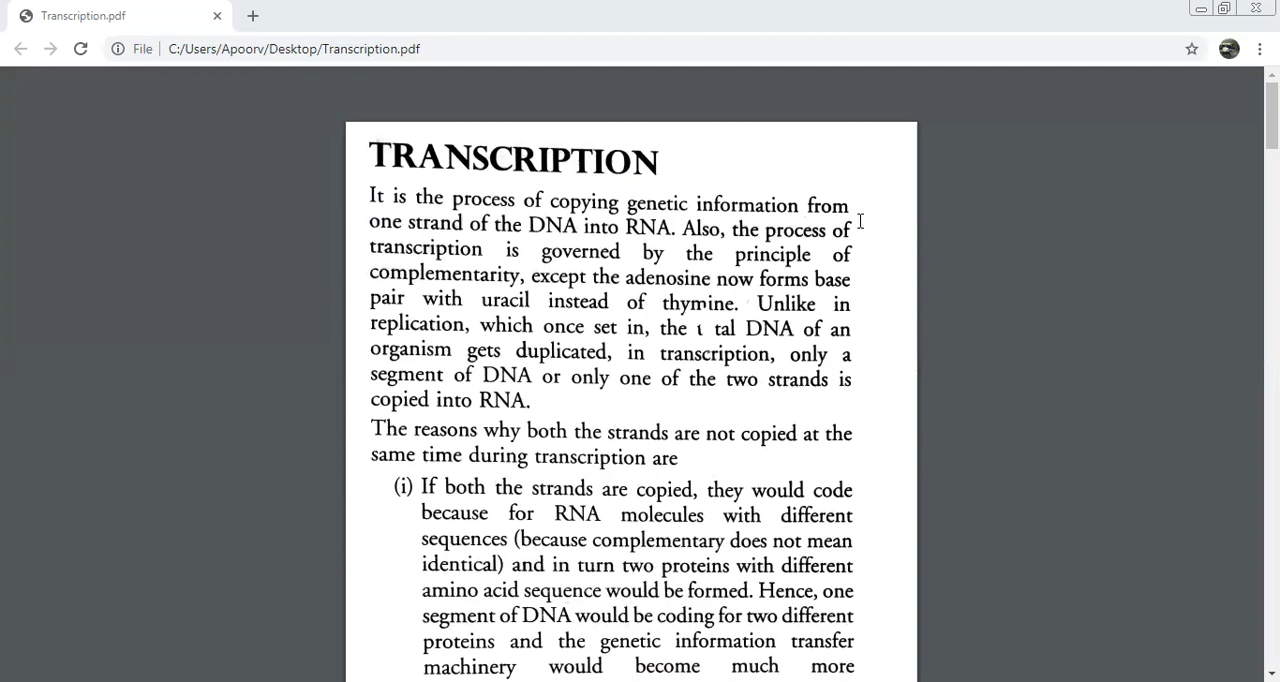 Transcription.pdf
File C:/Users/Apoorv/Desktop/Transcription.pdf
TRANSCRIPTION
It is the process of copying genetic information from
one strand of the DNA into RNA. Also, the process of
transcription is governed by the principle of
complementarity, except the adenosine now forms base
pair with uracil instead of thymine. Unlike in
replication, which once set in, the tal DNA of an
organism gets duplicated, in transcription, only a
segment of DNA or only one of the two strands is
copied into RNA.
The reasons why both the strands are not copied at the
same time during transcription are
(i) If both the strands are copied, they would code
because for RNA molecules with different
sequences (because complementary does not mean
identical) and in turn two proteins with different
amino acid sequence would be formed. Hence, one
segment of DNA would be coding for two different
proteins and the genetic information transfer
machinery would become much more